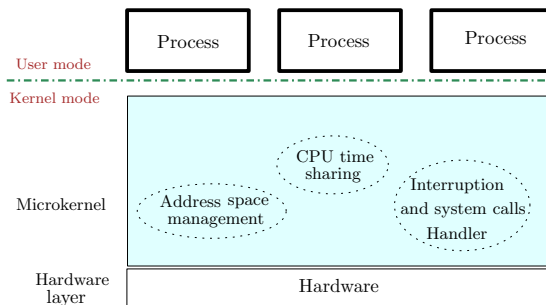 Process
Process
Process
User mode
Kernel mode
CPU time
sharing
Address space
management
Interruption
and system calls
Handler
Microkernel
Hardware
layer
Hardware